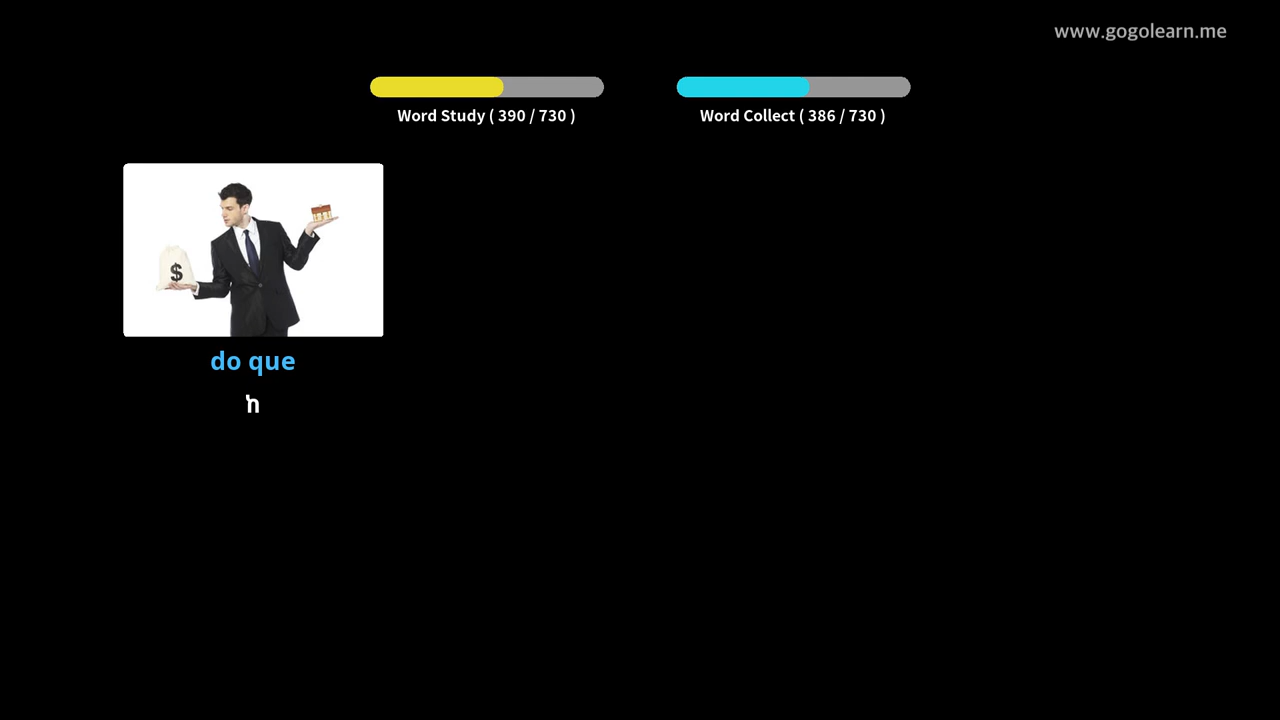 www.gogolearn.me
Word Study ( 390 / 730 )
Word Collect ( 386 / 730 )
$
do que
ከ